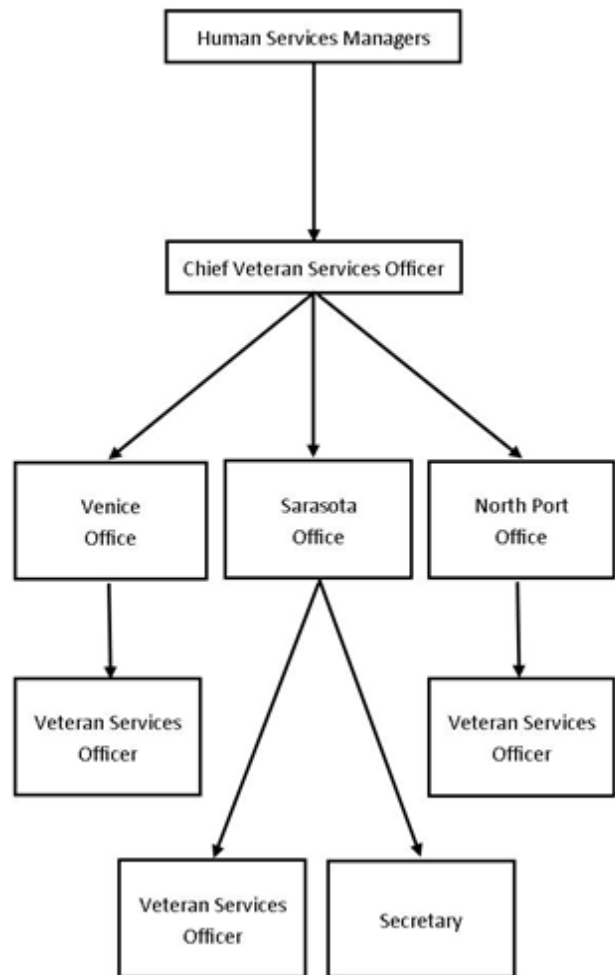 Human Services Managers
Chief Veteran Services Officer
Venice
Office
Sarasota
Office
North Port
Office
Veteran Services
Officer
Veteran Services
Officer
Veteran Services
Officer
Secretary